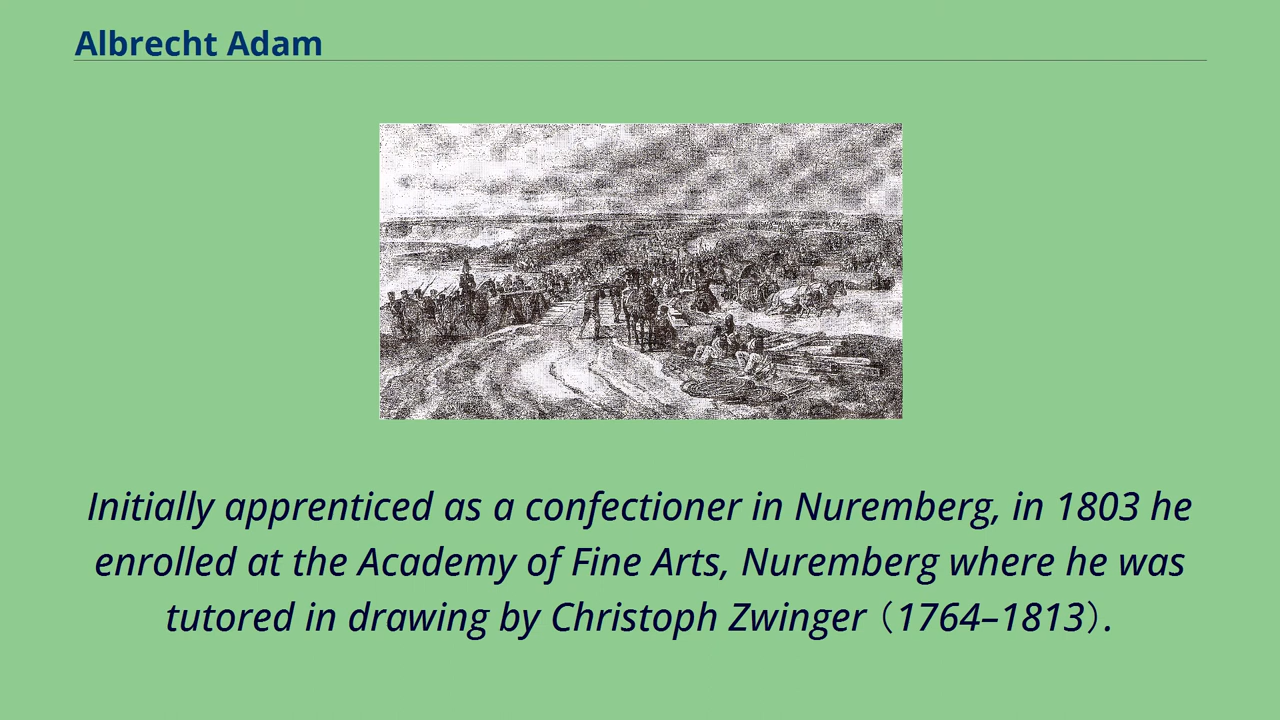 Albrecht Adam
Initially apprenticed as a confectioner in Nuremberg, in 1803 he
enrolled at the Academy of Fine Arts, Nuremberg where he was
tutored in drawing by Christoph Zwinger（1764–1813）.